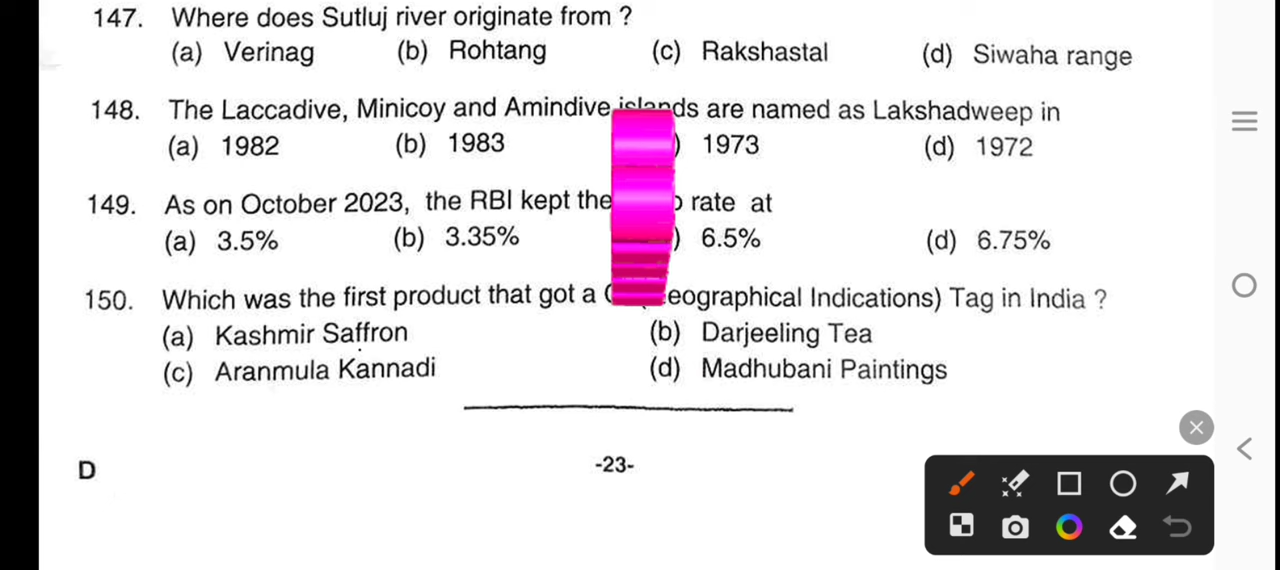 147. Where does Sutluj river originate from ?
(a) Verinag (b) Rohtang (c) Rakshastal (d) Siwaha range
148. The Laccadive, Minicoy and Amindive islands are named as Lakshadweep in
(a) 1982 (b) 1983 ) 1973 (d) 1972
149. As on October 2023, the RBI kept the rate at
(a) 3.5% (b) 3.35% ) 6.5% (d) 6.75%
150. Which was the first product that got a ( eographical Indications) Tag in India ?
(a) Kashmir Saffron (b) Darjeeling Tea
(c) Aranmula Kannadi (d) Madhubani Paintings
D -23-